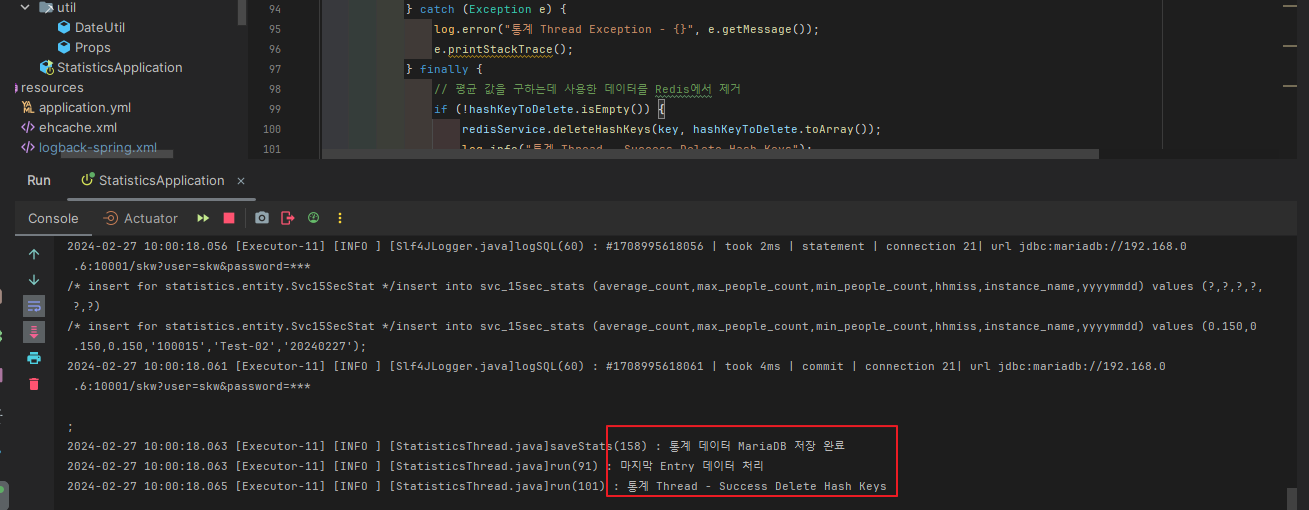 util
DateUtil
Props
StatisticsApplication
resources
application.yml
ehcache.xml
logback-spring.xml
94 } catch (Exception e) {
95 log.error("통계 Thread Exception - {}", e.getMessage());
96 e.printStackTrace();
97 } finally {
98 // 평균 값을 구하는데 사용한 데이터를 Redis에서 제거
99 if (!hashKeyToDelete.isEmpty()) {
100 redisService.deleteHashKeys(key, hashKeyToDelete.toArray());
101 log.info("통계 Thread - Success Delete Hash Keys");
Run StatisticsApplication ×
Console Actuator
2024-02-27 10:00:18.056 [Executor-11] [INFO ] [Slf4JLogger.java]logSQL(60) : #1708995618056 | took 2ms | statement | connection 21| url jdbc:mariadb://192.168.0
.6:10001/skw?user=skw&password=***
/* insert for statistics.entity.Svc15SecStat */insert into svc_15sec_stats (average_count,max_people_count,min_people_count,hhmiss,instance_name,yyyymmdd) values (?,?,?,?,
?,?)
/* insert for statistics.entity.Svc15SecStat */insert into svc_15sec_stats (average_count,max_people_count,min_people_count,hhmiss,instance_name,yyyymmdd) values (0.150,0
.150,0.150,'100015','Test-02','20240227');
2024-02-27 10:00:18.061 [Executor-11] [INFO ] [Slf4JLogger.java]logSQL(60) : #1708995618061 | took 4ms | commit | connection 21| url jdbc:mariadb://192.168.0
.6:10001/skw?user=skw&password=***
;
2024-02-27 10:00:18.063 [Executor-11] [INFO ] [StatisticsThread.java]saveStats(158) : 통계 데이터 MariaDB 저장 완료
2024-02-27 10:00:18.063 [Executor-11] [INFO ] [StatisticsThread.java]run(91) : 마지막 Entry 데이터 처리
2024-02-27 10:00:18.065 [Executor-11] [INFO ] [StatisticsThread.java]run(101) : 통계 Thread - Success Delete Hash Keys